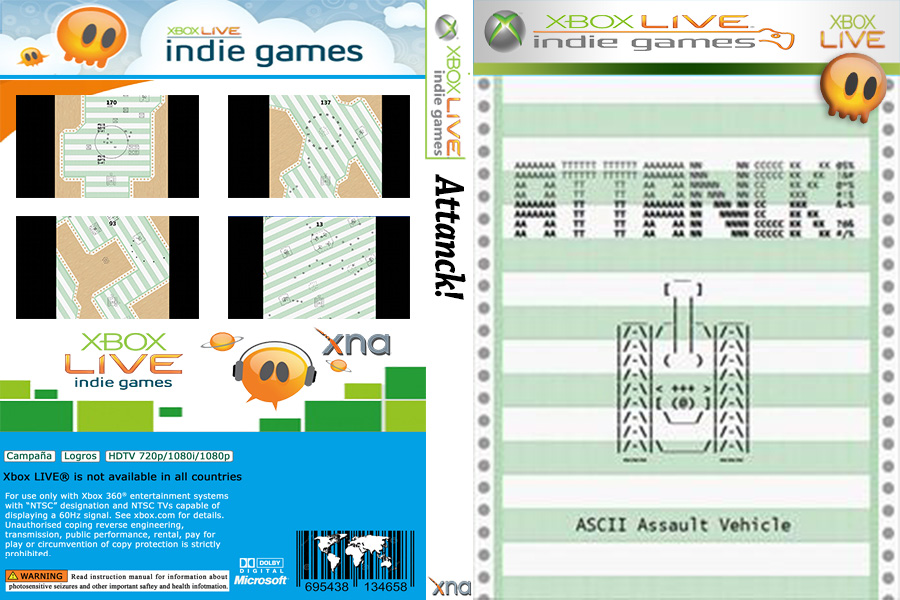 XBOX LIVE
indie games
170
137
93
13
XBOX
LIVE
indie games
xna
Campaña
Logros
HDTV 720p/1080i/1080p
Xbox LIVE® is not available in all countries
For use only with Xbox 360® entertainment systems
with “NTSC” designation and NTSC TVs capable of
displaying a 60Hz signal. See xbox.com for details.
Unauthorised coping reverse engineering,
transmission, public performance, rental, pay for
play or circumvention of copy protection is strictly
prohibited.
WARNING Read instruction manual for information about
photosensitive seizures and other important saftey and health infotmation.
DOLBY
DIGITAL
Microsoft®
695438 134658
XBOX LIVE
indie games
Attanck!
xna
XBOX LIVE
indie games
XBOX
LIVE
ATTANCK!
ASCII Assault Vehicle